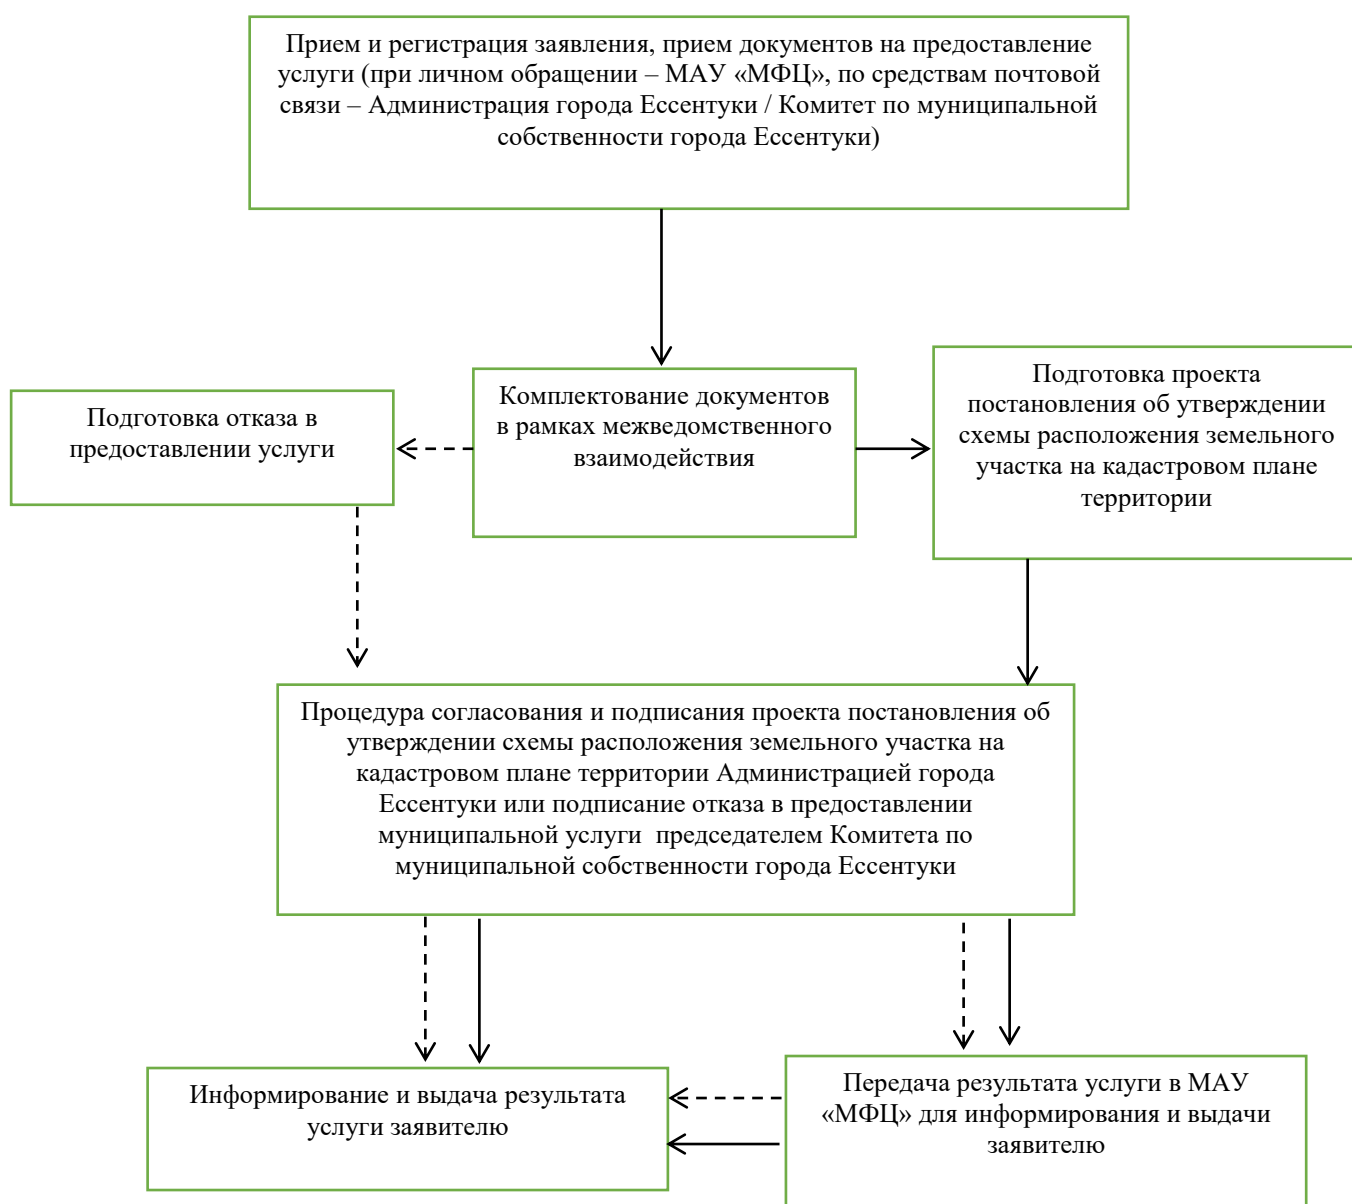 Прием и регистрация заявления, прием документов на предоставление
услуги (при личном обращении – МАУ «МФЦ», по средствам почтовой
связи – Администрация города Ессентуки / Комитет по муниципальной
собственности города Ессентуки)
Подготовка отказа в
предоставлении услуги
Комплектование документов
в рамках межведомственного
взаимодействия
Подготовка проекта
постановления об утверждении
схемы расположения земельного
участка на кадастровом плане
территории
Процедура согласования и подписания проекта постановления об
утверждении схемы расположения земельного участка на
кадастровом плане территории Администрацией города
Ессентуки или подписание отказа в предоставлении
муниципальной услуги  председателем Комитета по
муниципальной собственности города Ессентуки
Информирование и выдача результата
услуги заявителю
Передача результата услуги в МАУ
«МФЦ» для информирования и выдачи
заявителю